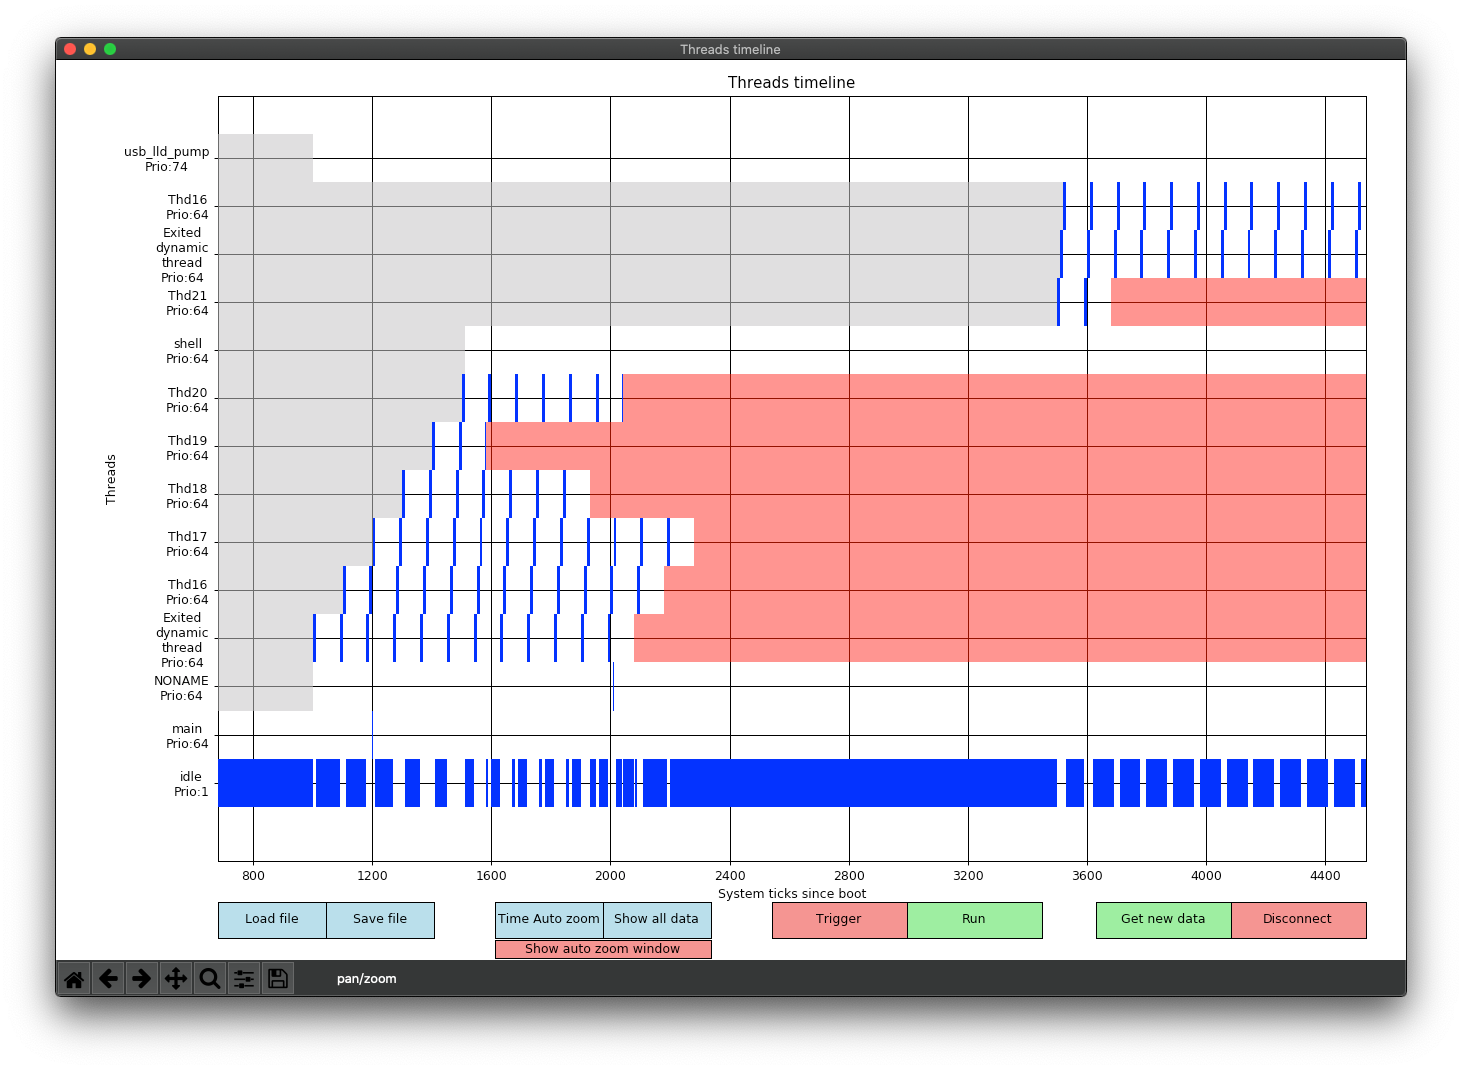 Threads timeline
Threads timeline
usb_lld_pump
Prio:74
Thd16
Prio:64
Exited
dynamic
thread
Prio:64
Thd21
Prio:64
shell
Prio:64
Thd20
Prio:64
Thd19
Prio:64
Threads
Thd18
Prio:64
Thd17
Prio:64
Thd16
Prio:64
Exited
dynamic
thread
Prio:64
NONAME
Prio:64
main
Prio:64
idle
Prio:1
800 1200 1600 2000 2400 2800 3200 3600 4000 4400
System ticks since boot
Load file Save file Time Auto zoom Show all data Trigger Run Get new data Disconnect
Show auto zoom window
pan/zoom